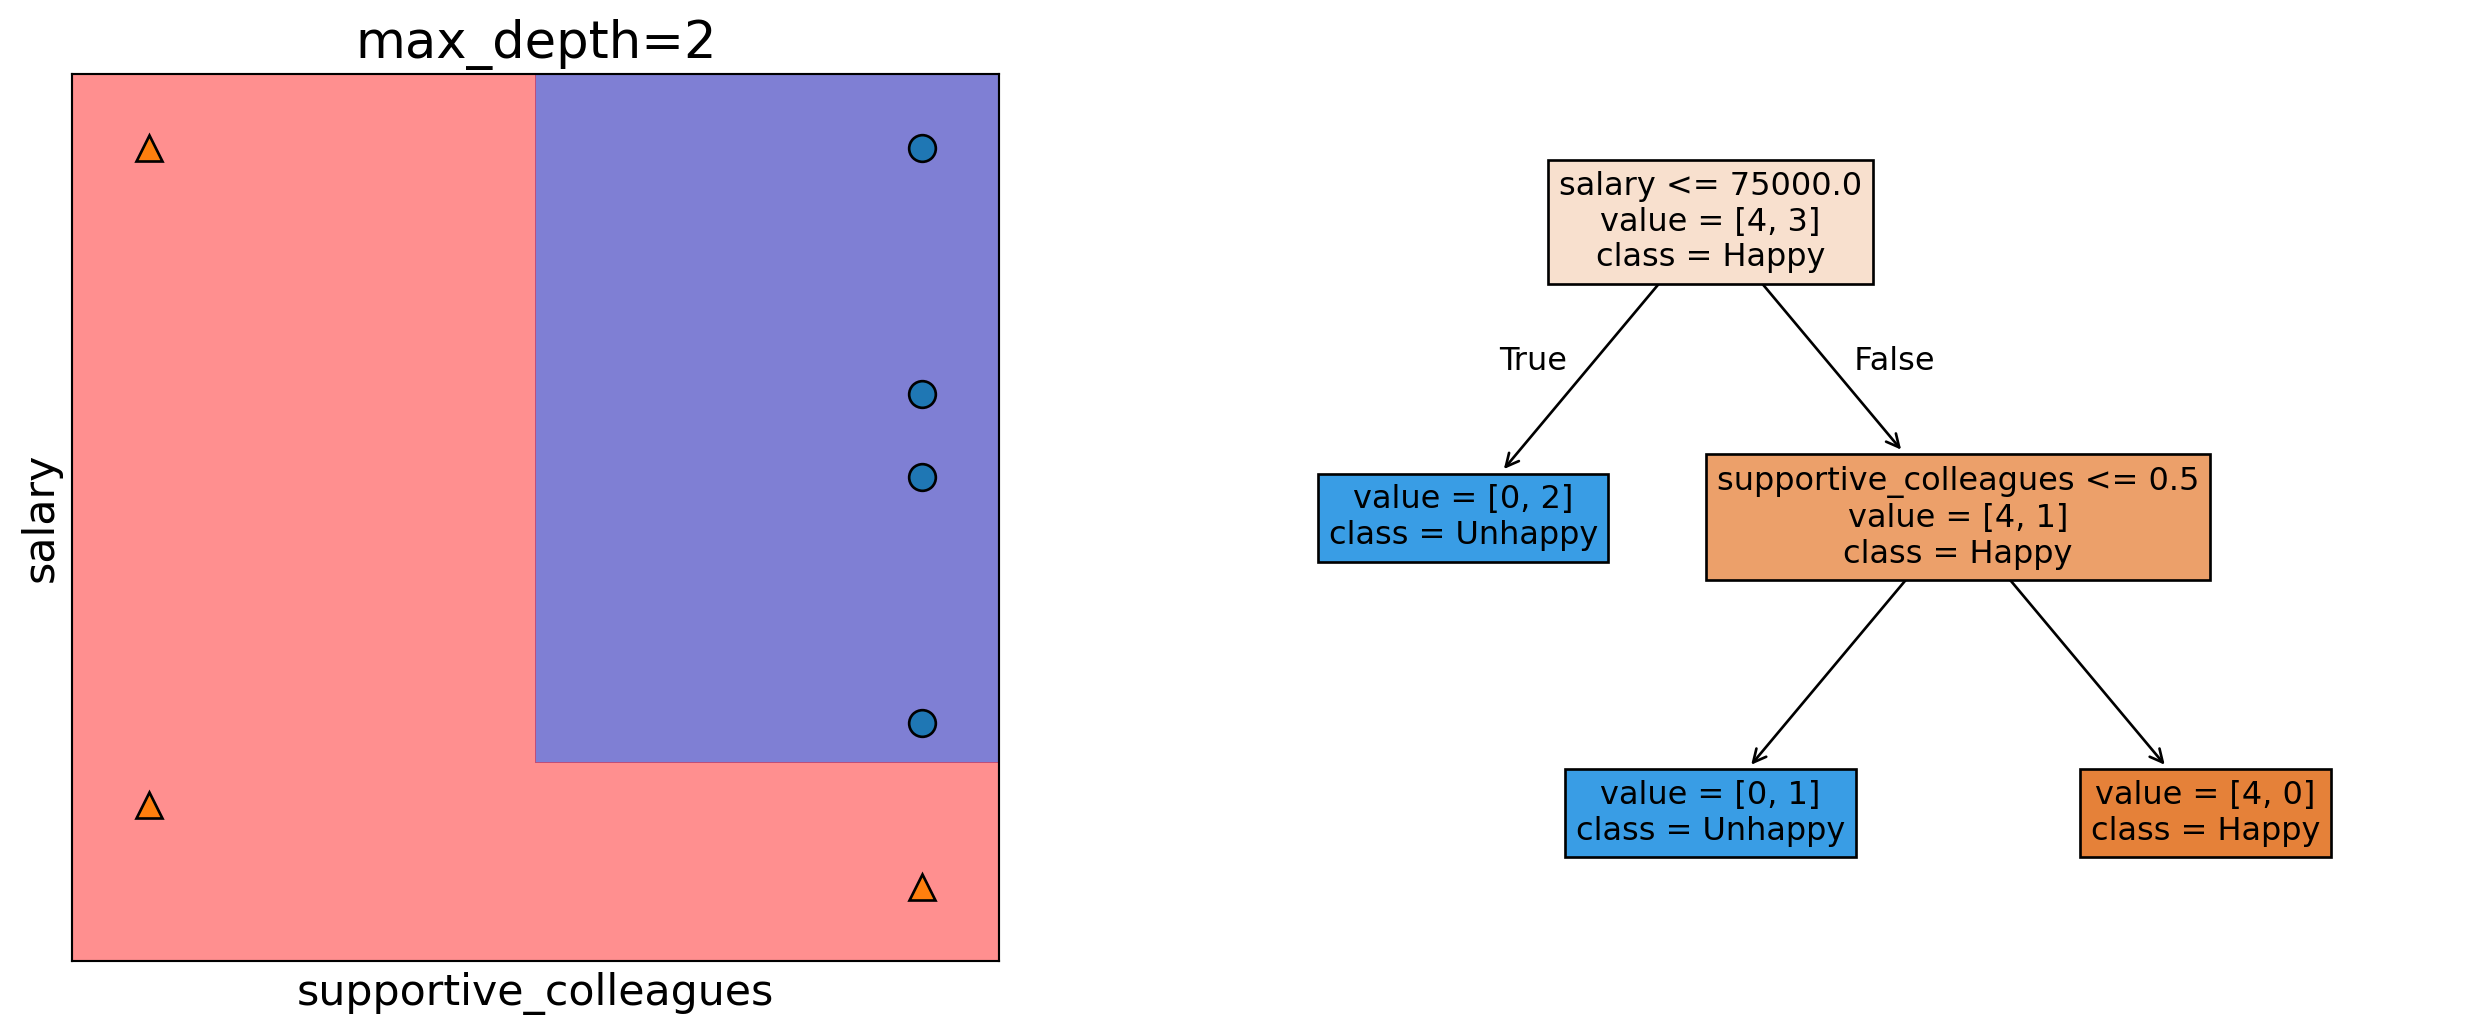 max_depth=2
salary
supportive_colleagues
salary <= 75000.0
value = [4, 3]
class = Happy
True
False
value = [0, 2]
class = Unhappy
supportive_colleagues <= 0.5
value = [4, 1]
class = Happy
value = [0, 1]
class = Unhappy
value = [4, 0]
class = Happy